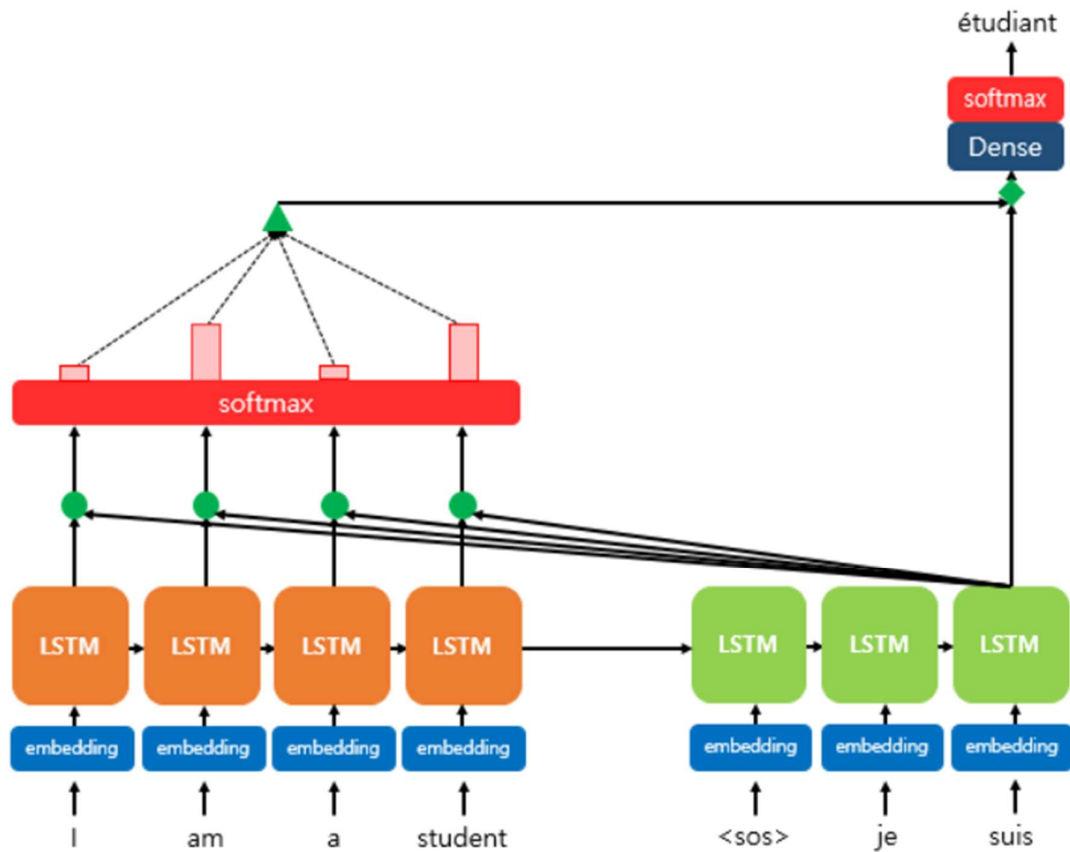 étudiant
softmax
Dense
softmax
LSTM LSTM LSTM LSTM LSTM LSTM LSTM
embedding embedding embedding embedding embedding embedding embedding
I am a student <sos> je suis